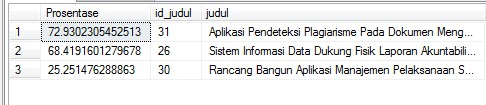 Prosentase id_judul judul
1 72.9302305452513 31 Aplikasi Pendeteksi Plagiarisme Pada Dokumen Meng...
2 68.4191601279678 26 Sistem Informasi Data Dukung Fisik Laporan Akuntabili...
3 25.251476288863 30 Rancang Bangun Aplikasi Manajemen Pelaksanaan S...